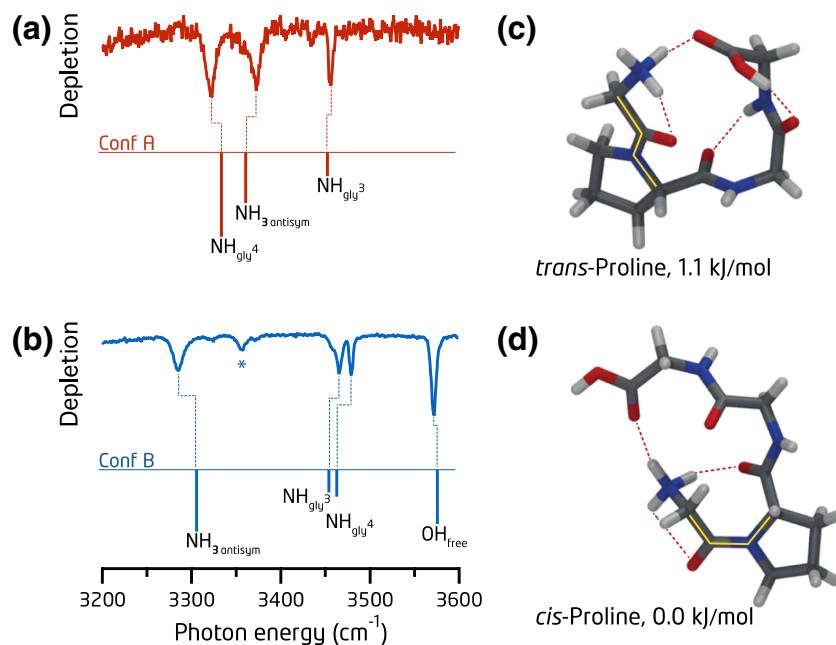 (a)
Depletion
Conf A
NH₃ antisym
NHgly³
NHgly⁴
(b)
Depletion
*
Conf B
NHgly³
NHgly⁴
NH₃ antisym
OHfree
3200 3300 3400 3500 3600
Photon energy (cm⁻¹)
(c)
trans-Proline, 1.1 kJ/mol
(d)
cis-Proline, 0.0 kJ/mol